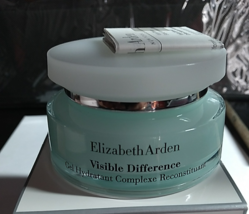 Elizabeth Arden
Visible Difference
Gel Hydratant Complexe Reconstituant